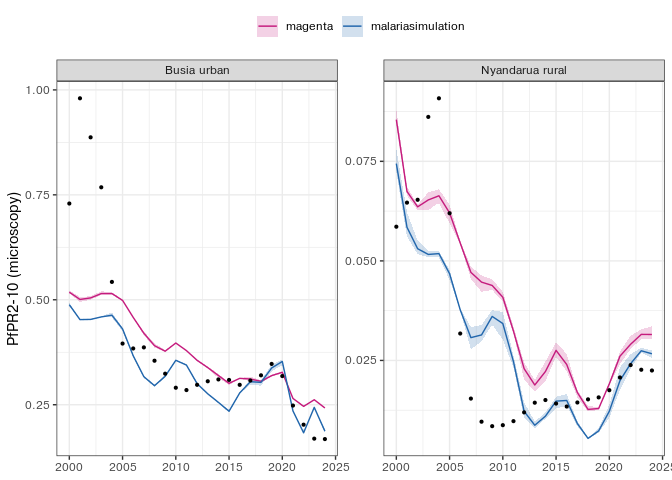 magenta malariasimulation
Busia urban
Nyandarua rural
PfPR2-10 (microscopy)
1.00
0.75
0.50
0.25
0.075
0.050
0.025
2000 2005 2010 2015 2020 2025
2000 2005 2010 2015 2020 2025